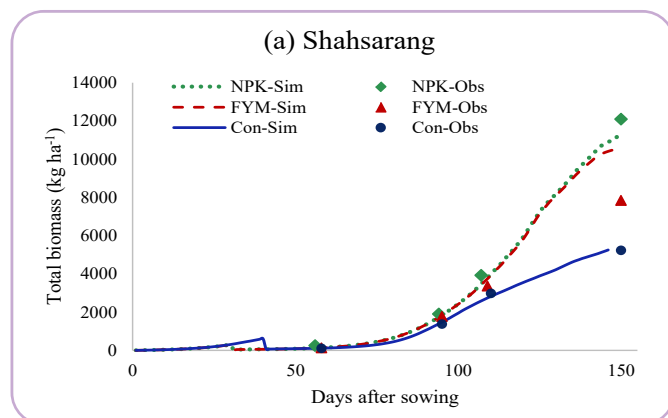 (a) Shahsarang
14000
12000
10000
8000
6000
4000
2000
0
Total biomass (kg ha⁻¹)
NPK-Sim NPK-Obs
FYM-Sim FYM-Obs
Con-Sim Con-Obs
0 50 100 150
Days after sowing